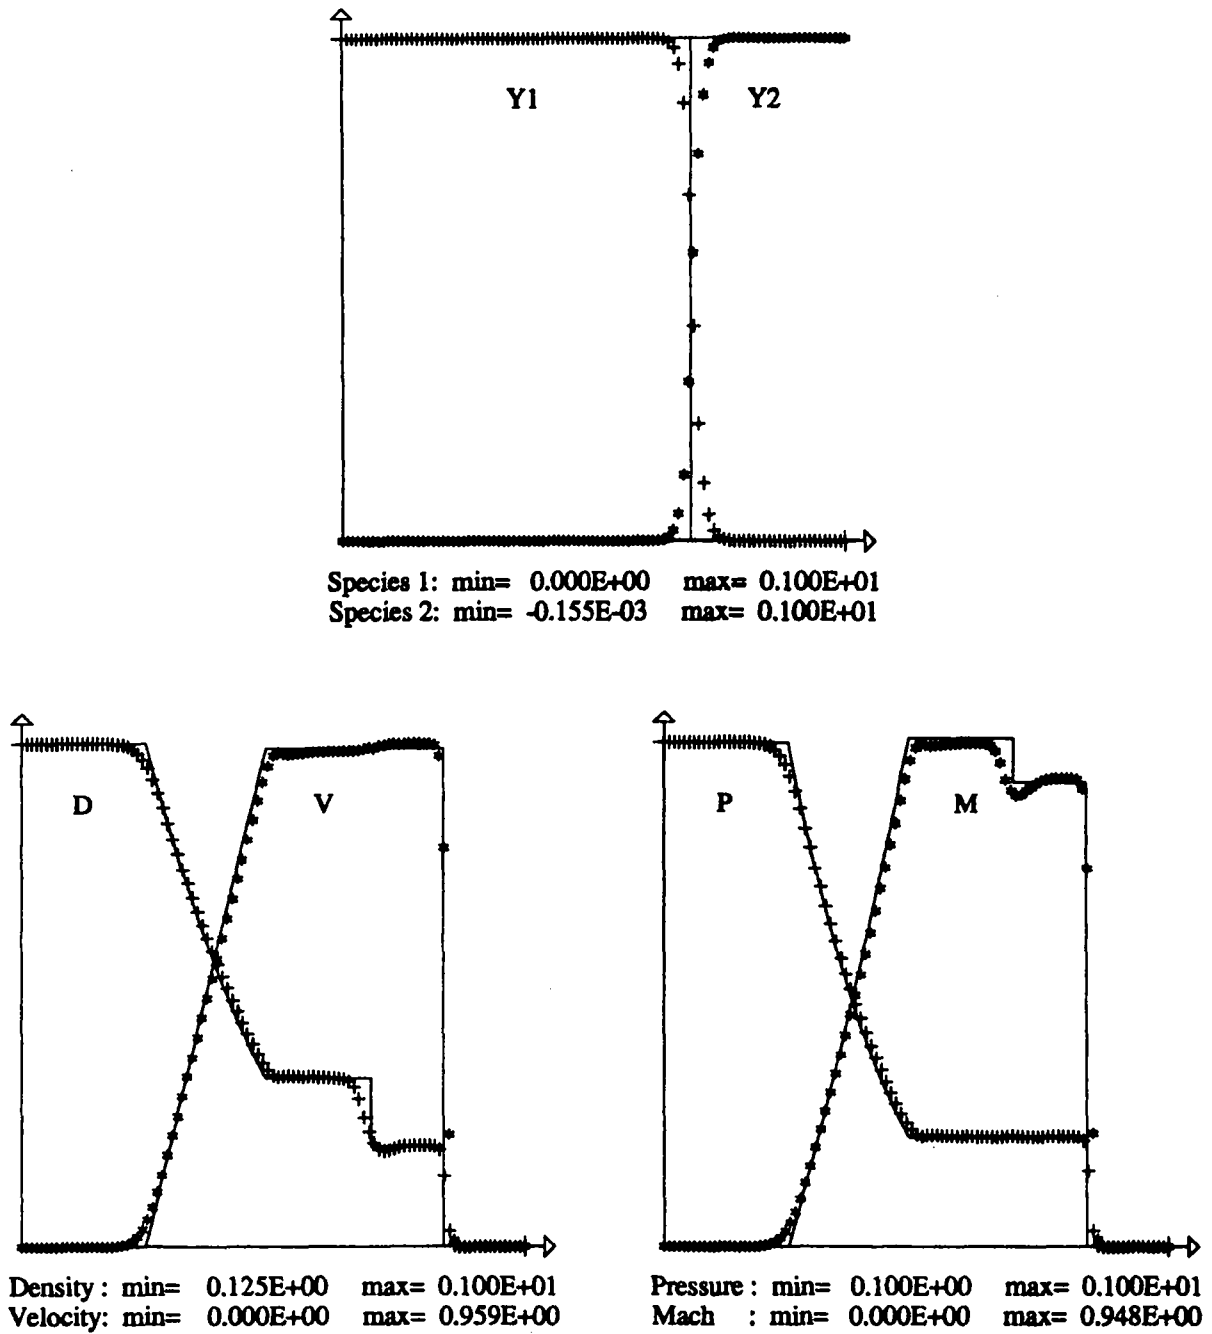 Y1 Y2
Species 1: min= 0.000E+00 max= 0.100E+01
Species 2: min= -0.155E-03 max= 0.100E+01
D V
P M
Density : min= 0.125E+00 max= 0.100E+01
Velocity: min= 0.000E+00 max= 0.959E+00
Pressure : min= 0.100E+00 max= 0.100E+01
Mach : min= 0.000E+00 max= 0.948E+00